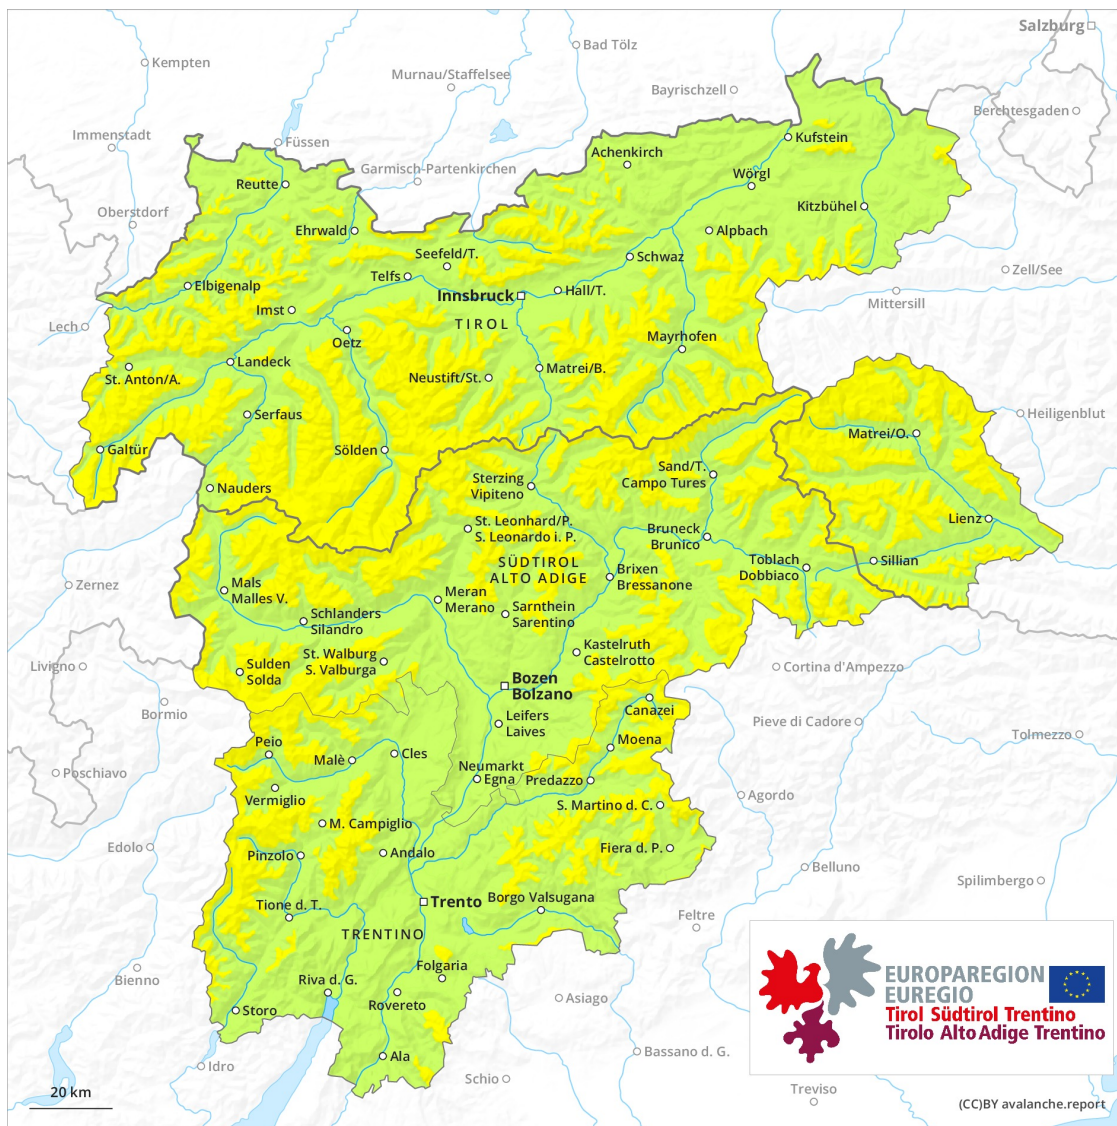 Salzburg
Bad Tölz
Kempten
Murnau/Staffelsee
Bayrischzell
Berchtesgaden
Immenstadt
Füssen
Kufstein
Achenkirch
Garmisch-Partenkirchen
Wörgl
Reutte
Kitzbühel
Oberstdorf
Ehrwald
Alpbach
Seefeld/T.
Schwaz
Zell/See
Telfs
Elbigenalp
Innsbruck
Hall/T.
Mittersill
Imst
TIROL
Lech
Oetz
Mayrhofen
Landeck
Matrei/B.
St. Anton/A.
Neustift/St.
Serfaus
Heiligenblut
Matrei/O.
Galtür
Sölden
Sand/T.
Campo Tures
Sterzing
Vipiteno
Nauders
Lienz
St. Leonhard/P.
S. Leonardo i. P.
Bruneck
Brunico
SÜDTIROL
ALTO ADIGE
Toblach
Dobbiaco
Sillian
Zernez
Mals
Malles V.
Brixen
Bressanone
Meran
Merano
Schlanders
Silandro
Sarnthein
Sarentino
Kastelruth
Castelrotto
St. Walburg
S. Valburga
Livigno
Sulden
Solda
Cortina d'Ampezzo
Bozen
Bolzano
Bormio
Canazei
Leifers
Laives
Pieve di Cadore
Tolmezzo
Peio
Moena
Cles
Malè
Poschiavo
Neumarkt
Egna
Predazzo
Vermiglio
Agordo
S. Martino d. C.
M. Campiglio
Edolo
Pinzolo
Andalo
Fiera d. P.
Belluno
Spilimbergo
Trento
Borgo Valsugana
Tione d. T.
Feltre
TRENTINO
Bienno
Folgaria
Riva d. G.
Rovereto
Asiago
Storo
EUROPAREGION
EUREGIO
Tirol Südtirol Trentino
Tirolo Alto Adige Trentino
Ala
Bassano d. G.
Idro
Schio
Treviso
20 km
(CC)BY avalanche.report